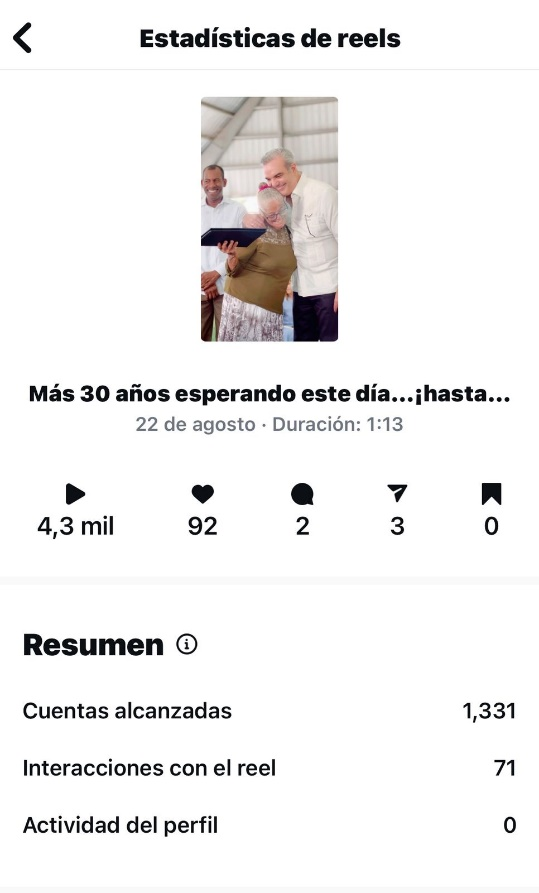 Estadísticas de reels
Más 30 años esperando este día...¡hasta...
22 de agosto · Duración: 1:13
4,3 mil 92 2 3 0
Resumen
Cuentas alcanzadas 1,331
Interacciones con el reel 71
Actividad del perfil 0